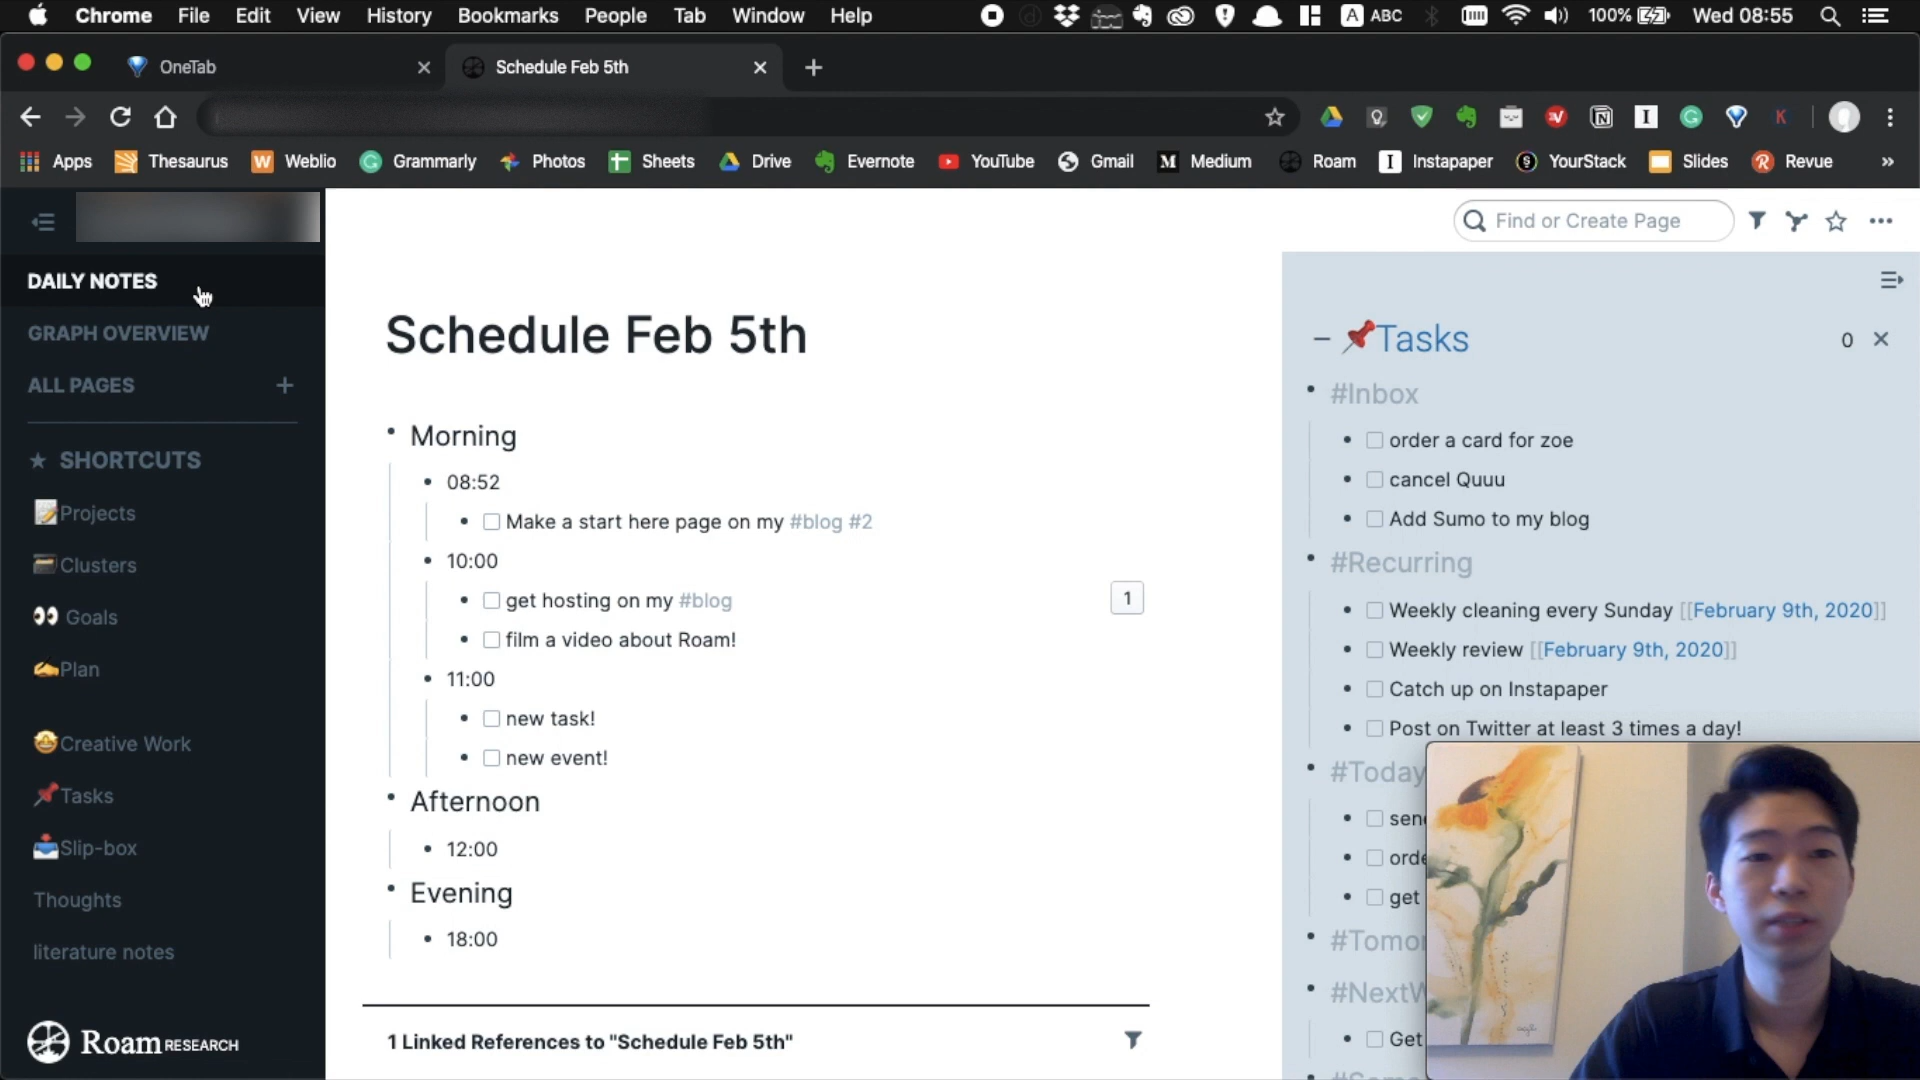 Chrome File Edit View History Bookmarks People Tab Window Help A ABC 100% Wed 08:55
OneTab
Schedule Feb 5th
Apps Thesaurus Weblio Grammarly Photos Sheets Drive Evernote YouTube Gmail Medium Roam Instapaper YourStack Slides Revue »
Find or Create Page
DAILY NOTES
GRAPH OVERVIEW
ALL PAGES +
SHORTCUTS
Projects
Clusters
Goals
Plan
Creative Work
Tasks
Slip-box
Thoughts
literature notes
Roam RESEARCH
Schedule Feb 5th
Morning
08:52
Make a start here page on my #blog #2
10:00
get hosting on my #blog
1
film a video about Roam!
11:00
new task!
new event!
Afternoon
12:00
Evening
18:00
1 Linked References to "Schedule Feb 5th"
Tasks
0
#Inbox
order a card for zoe
cancel Quuu
Add Sumo to my blog
#Recurring
Weekly cleaning every Sunday [[February 9th, 2020]]
Weekly review [[February 9th, 2020]]
Catch up on Instapaper
Post on Twitter at least 3 times a day!
#Today
get
Get